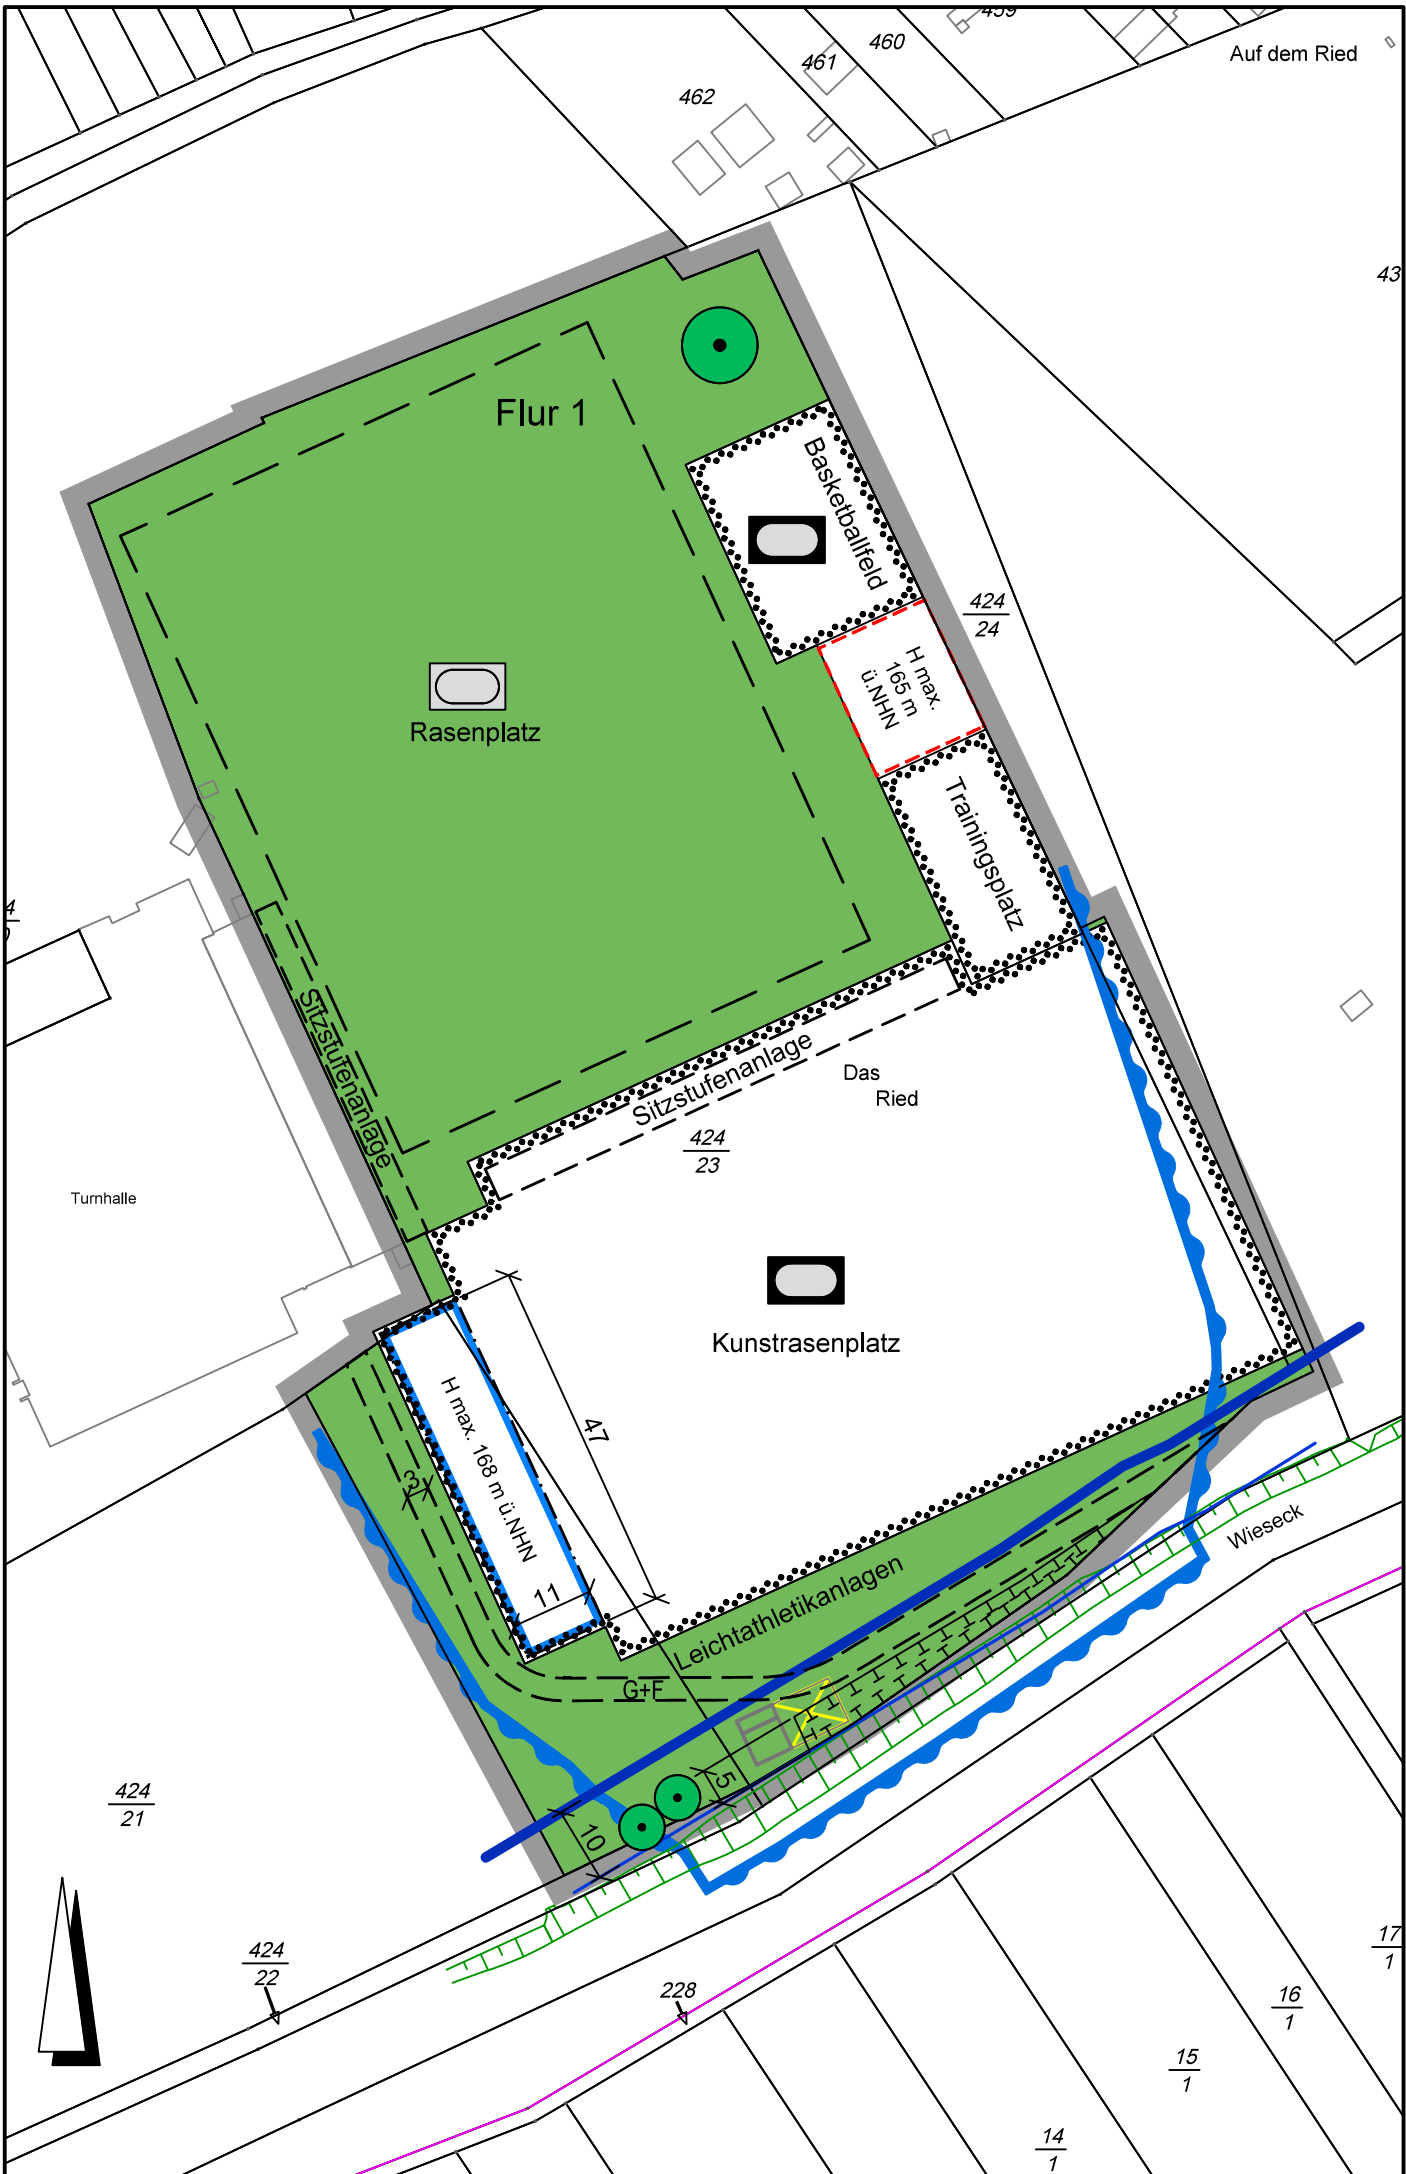 459
460
461
462
Auf dem Ried
43
Flur 1
Basketballfeld
424
24
H max.
165 m
ü.NHN
Rasenplatz
Trainingsplatz
4
Sitzstufenanlage
Sitzstufenanlage
Das
Ried
424
23
Turnhalle
Kunstrasenplatz
H max. 168 m ü.NHN
47
3
11
Wieseck
Leichtathletikanlagen
G+F
5
10
424
21
424
22
228
17
1
16
1
15
1
14
1